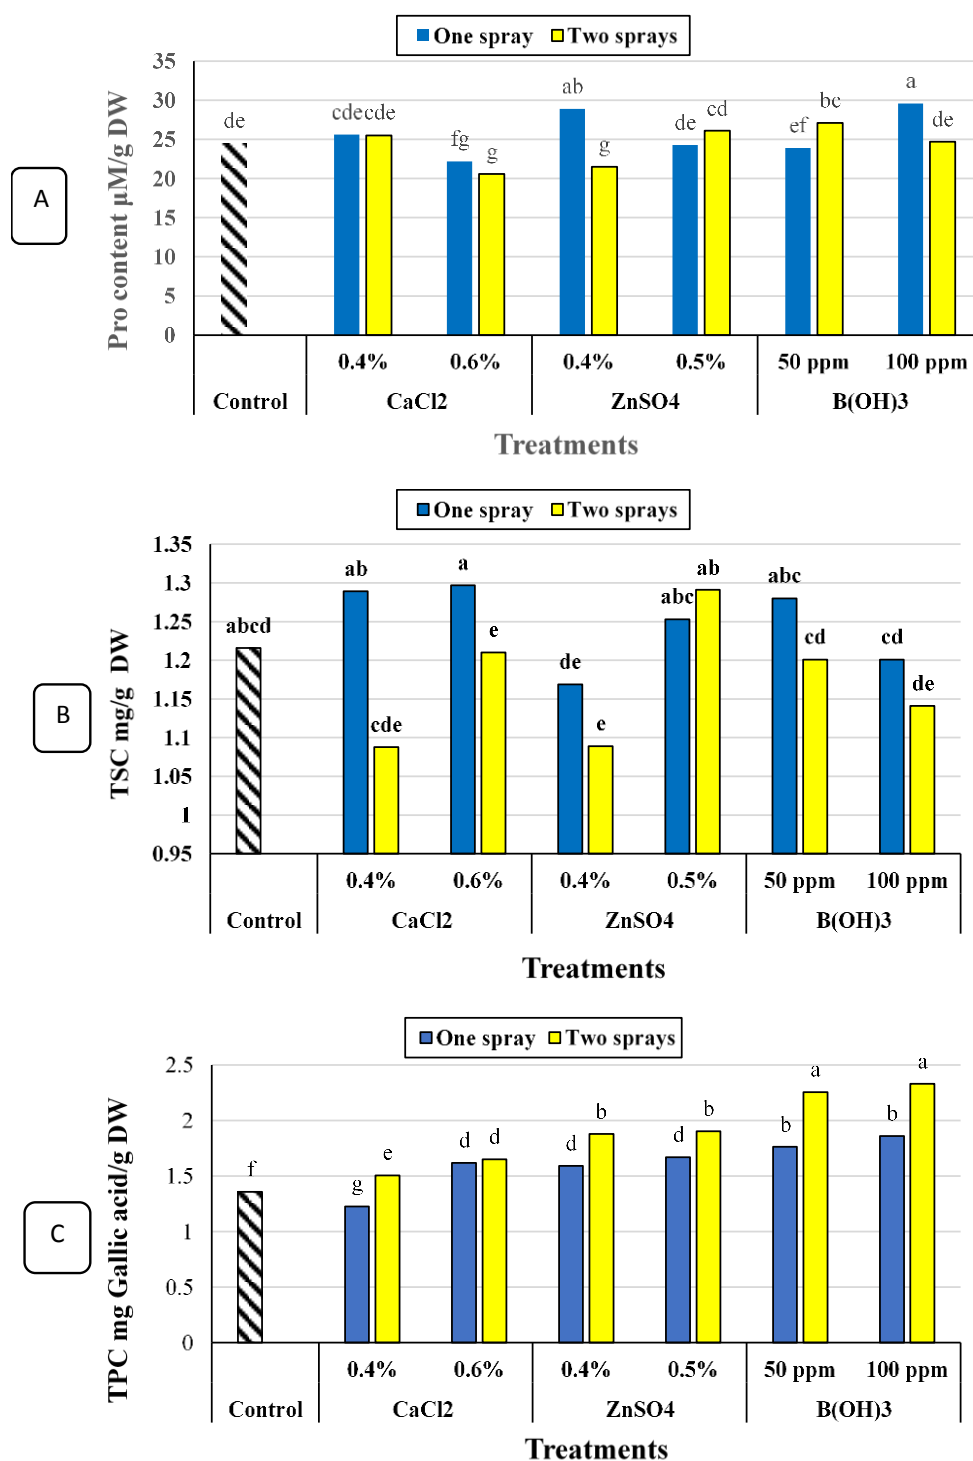 One spray Two sprays
35
30
25
20
15
10
5
0
Pro content µM/g DW
A
de cde cde fg g ab g de cd ef bc a de
0.4% 0.6% 0.4% 0.5% 50 ppm 100 ppm
Control CaCl2 ZnSO4 B(OH)3
Treatments
One spray Two sprays
1.35
1.3
1.25
1.2
1.15
1.1
1.05
1
0.95
TSC mg/g DW
B
abcd ab cde a e de e abc ab abc cd cd de
0.4% 0.6% 0.4% 0.5% 50 ppm 100 ppm
Control CaCl2 ZnSO4 B(OH)3
Treatments
One spray Two sprays
2.5
2
1.5
1
0.5
0
TPC mg Gallic acid/g DW
C
f g e d d d b d b b a b a
0.4% 0.6% 0.4% 0.5% 50 ppm 100 ppm
Control CaCl2 ZnSO4 B(OH)3
Treatments